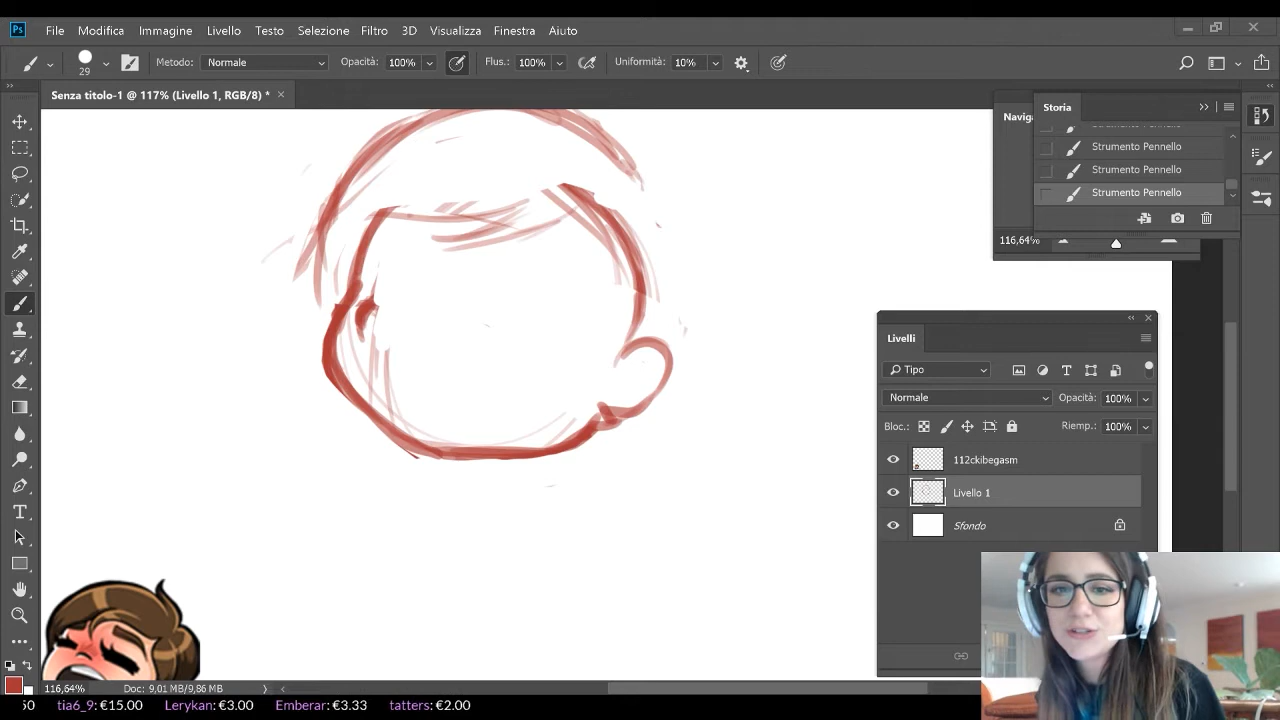 Ps File Modifica Immagine Livello Testo Selezione Filtro 3D Visualizza Finestra Aiuto
29 Metodo: Normale Opacità: 100% Flus.: 100% Uniformità: 10%
Senza titolo-1 @ 117% (Livello 1, RGB/8) *
Naviga
116,64%
Storia
Strumento Pennello
Strumento Pennello
Strumento Pennello
Livelli
Tipo
Normale Opacità: 100%
Bloc.: Riemp.: 100%
112ckibegasm
Livello 1
Sfondo
116,64% Doc: 9,01 MB/9,86 MB
tia6_9: €15.00 Lerykan: €3.00 Emberar: €3.33 tatters: €2.00